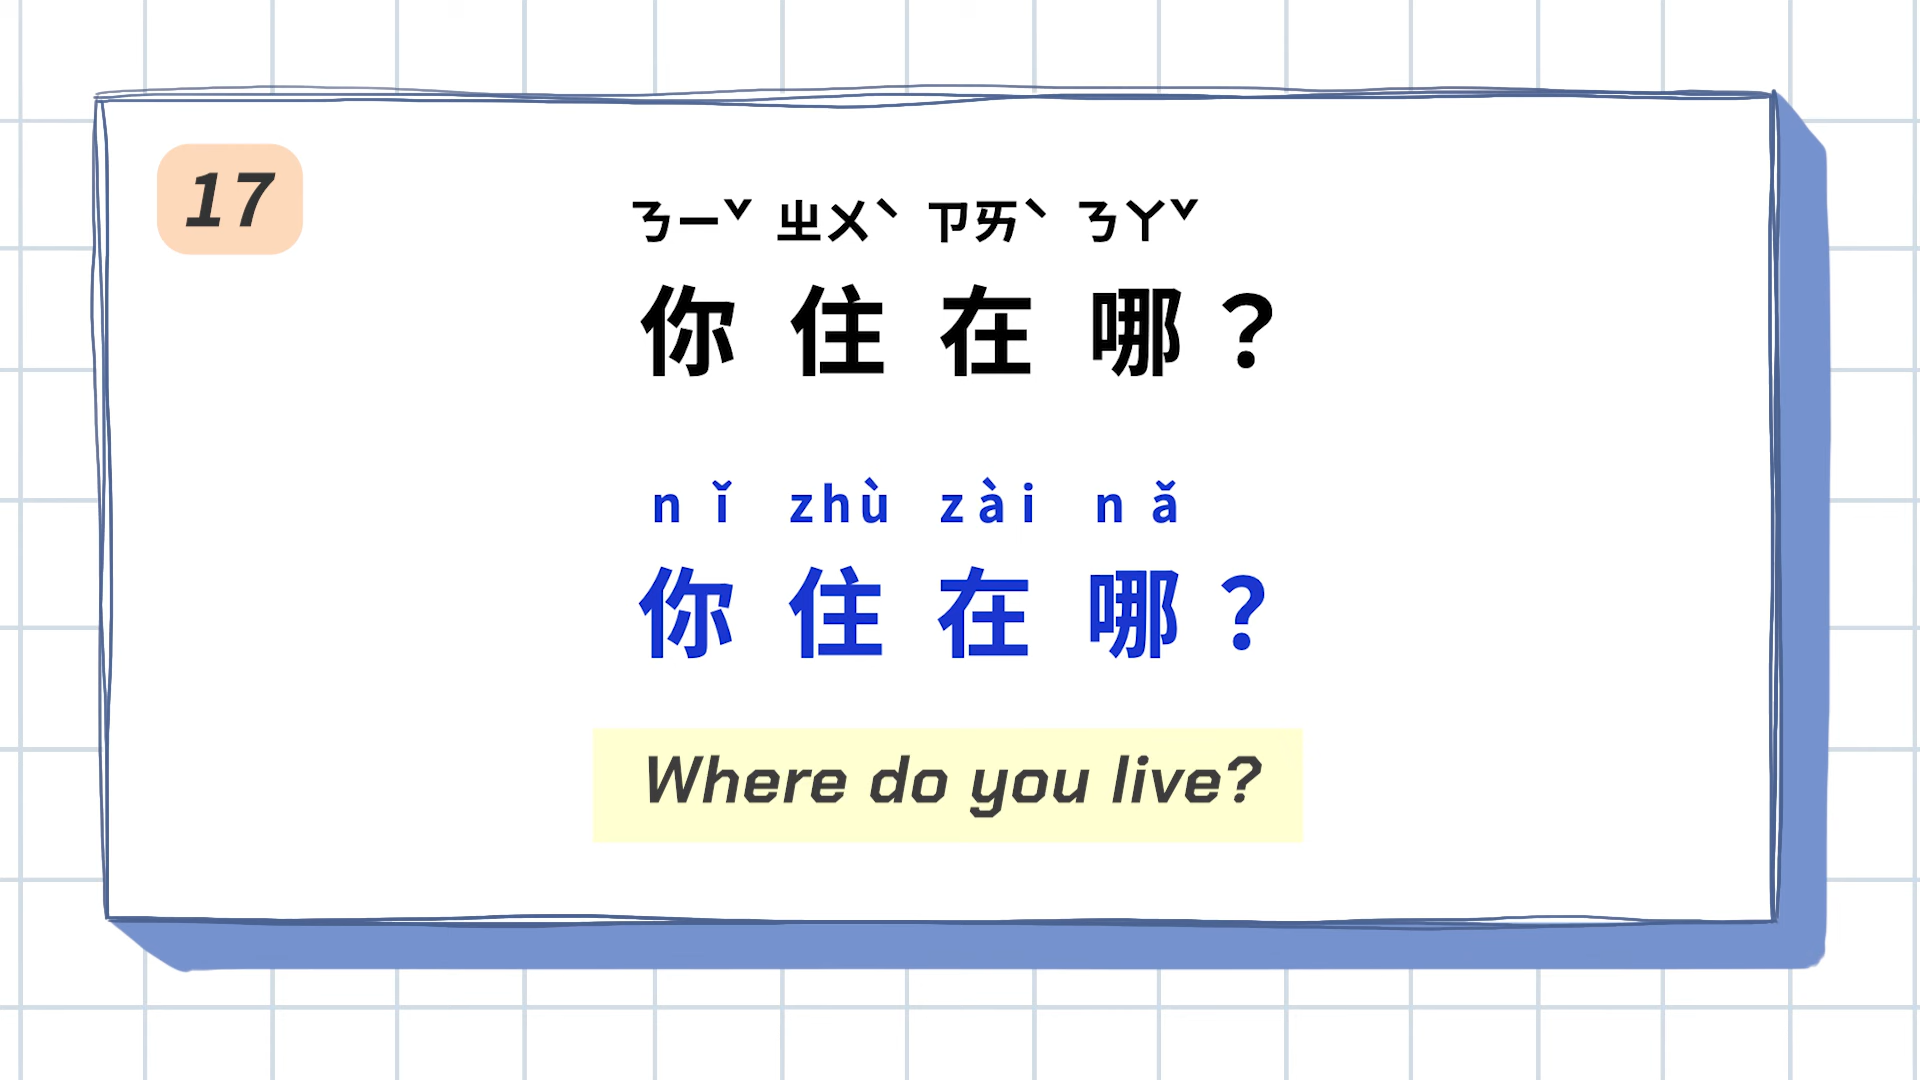 17
ㄋㄧˇ ㄓㄨˋ ㄗㄞˋ ㄋㄚˇ
你住在哪？
nǐ zhù zài nǎ
你住在哪？
Where do you live?